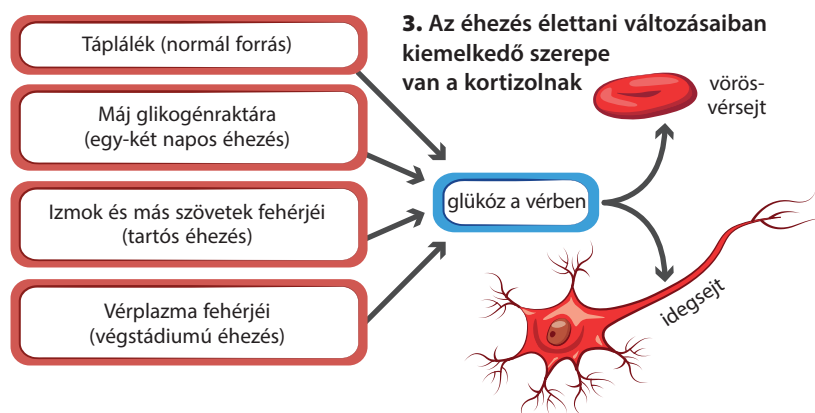 3. Az éhezés élettani változásaiban
kiemelkedő szerepe
van a kortizolnak
Táplálék (normál forrás)
Máj glikogénraktára
(egy-két napos éhezés)
Izmok és más szövetek fehérjéi
(tartós éhezés)
Vérplazma fehérjéi
(végstádiumú éhezés)
glükóz a vérben
vörös-
vérsejt
idegsejt